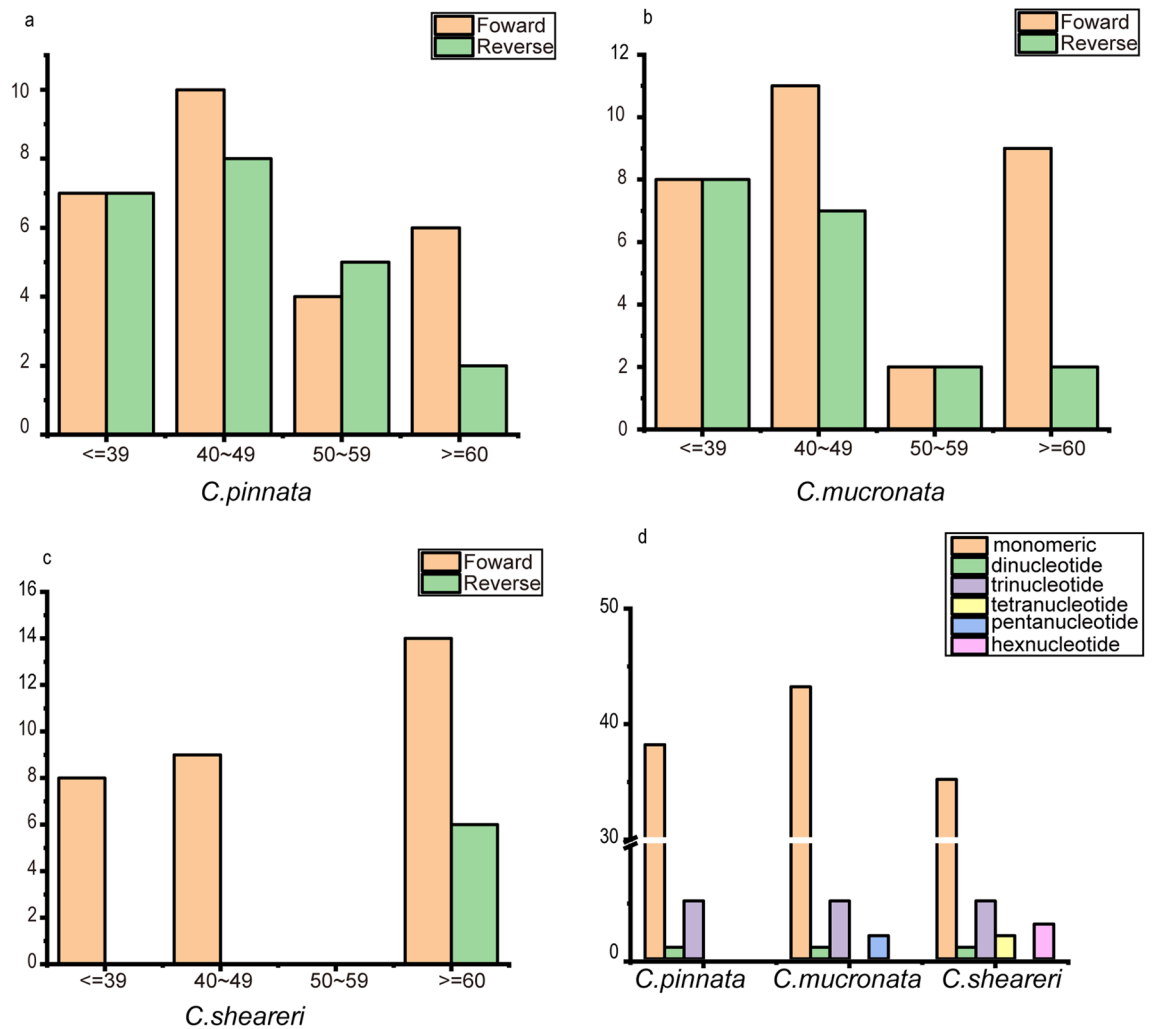 a
Foward
Reverse
10
8
6
4
2
0
<=39 40~49 50~59 >=60
C.pinnata
b
Foward
Reverse
12
10
8
6
4
2
0
<=39 40~49 50~59 >=60
C.mucronata
c
Foward
Reverse
16
14
12
10
8
6
4
2
0
<=39 40~49 50~59 >=60
C.sheareri
d
monomeric
dinucleotide
trinucleotide
tetranucleotide
pentanucleotide
hexnucleotide
50
40
30
0
C.pinnata C.mucronata C.sheareri